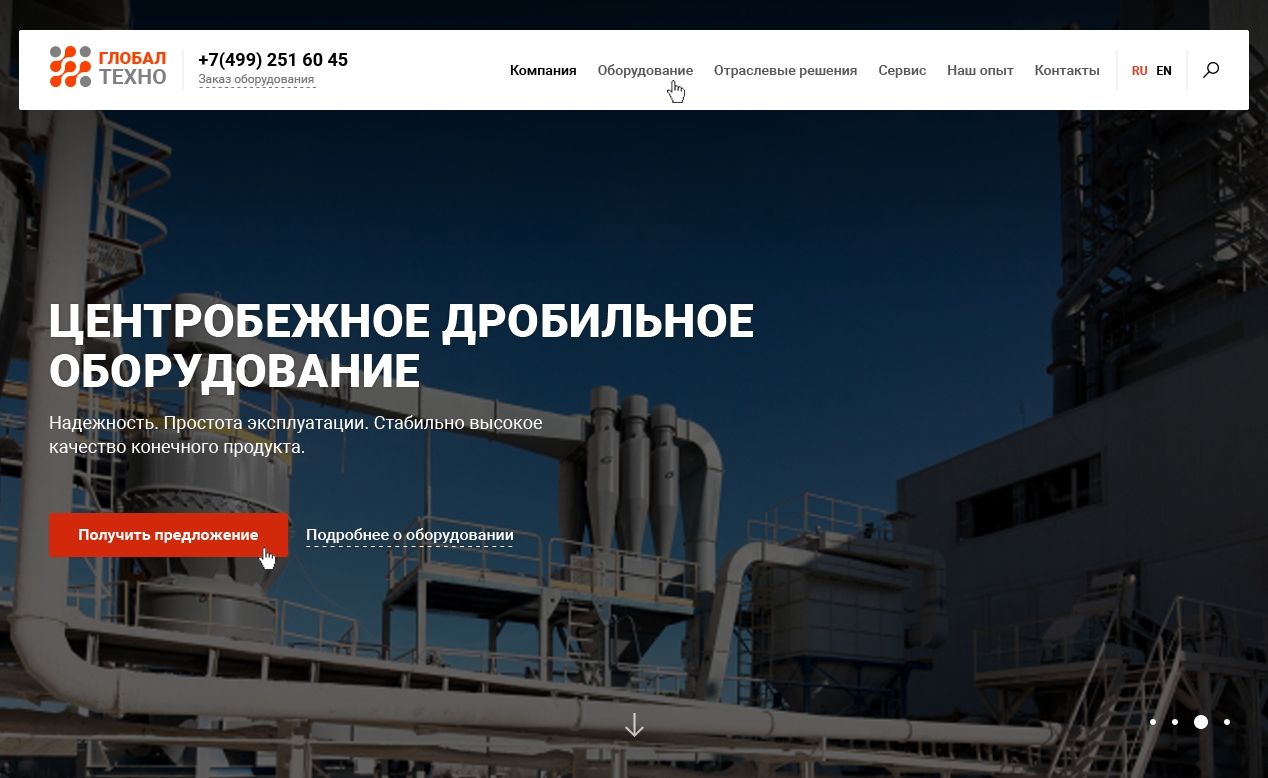 ГЛОБАЛ
ТЕХНО
+7(499) 251 60 45
Заказ оборудования
Компания Оборудование Отраслевые решения Сервис Наш опыт Контакты RU EN
ЦЕНТРОБЕЖНОЕ ДРОБИЛЬНОЕ
ОБОРУДОВАНИЕ
Надежность. Простота эксплуатации. Стабильно высокое
качество конечного продукта.
Получить предложение Подробнее о оборудовании